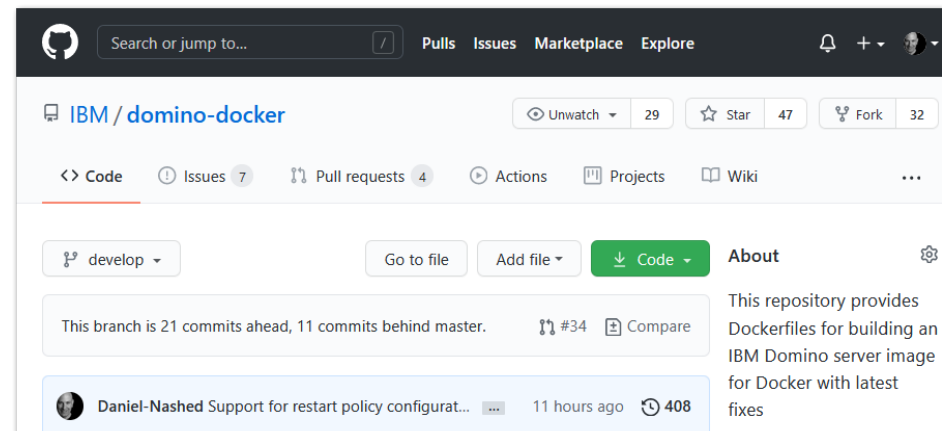 Search or jump to... / Pulls Issues Marketplace Explore
IBM / domino-docker Unwatch 29 Star 47 Fork 32
Code Issues 7 Pull requests 4 Actions Projects Wiki ...
develop Go to file Add file Code About
This repository provides
This branch is 21 commits ahead, 11 commits behind master. #34 Compare
Dockerfiles for building an
IBM Domino server image
for Docker with latest
fixes
Daniel-Nashed Support for restart policy configurat... ... 11 hours ago 408